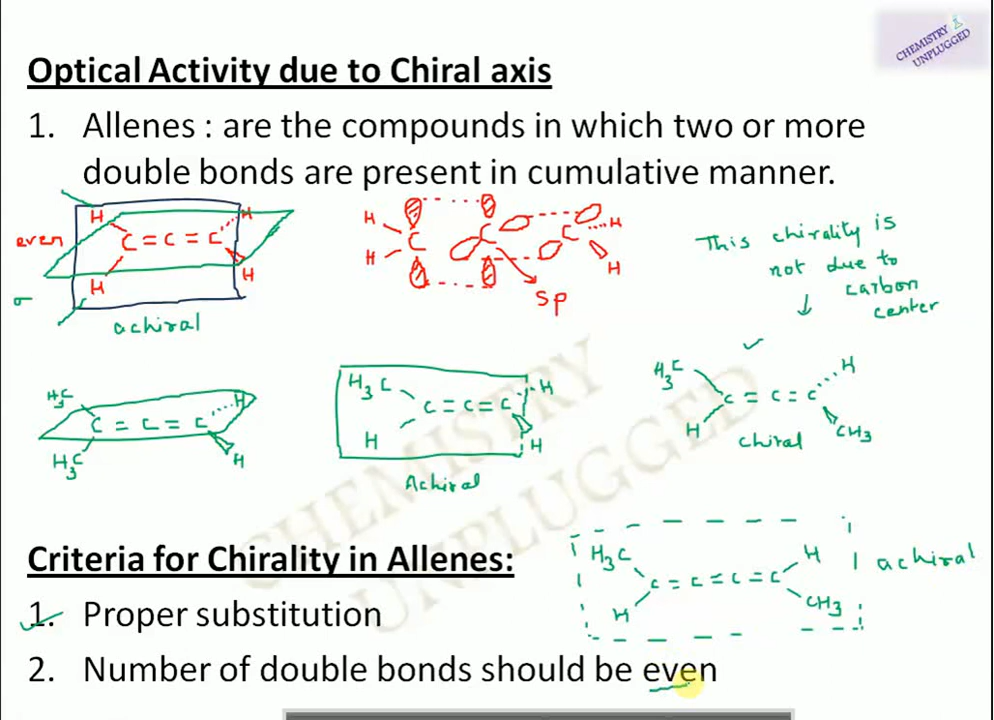 CHEMISTRY
UNPLUGGED
Optical Activity due to Chiral axis
1. Allenes : are the compounds in which two or more
double bonds are present in cumulative manner.
even
H
H
C = C = C
H
H
achiral
H
H
C
C
C
H
H
sp
This chirality is
not due to
carbon
center
H3C
H3C
C = C = C
H
H
H3C
H
C = C = C
H
H
Achiral
H3C
H
C = C = C
H
CH3
chiral
CHEMISTRY
UNPLUGGED
Criteria for Chirality in Allenes:
H3C
H
C = C = C = C
H
CH3
achiral
1. Proper substitution
2. Number of double bonds should be even